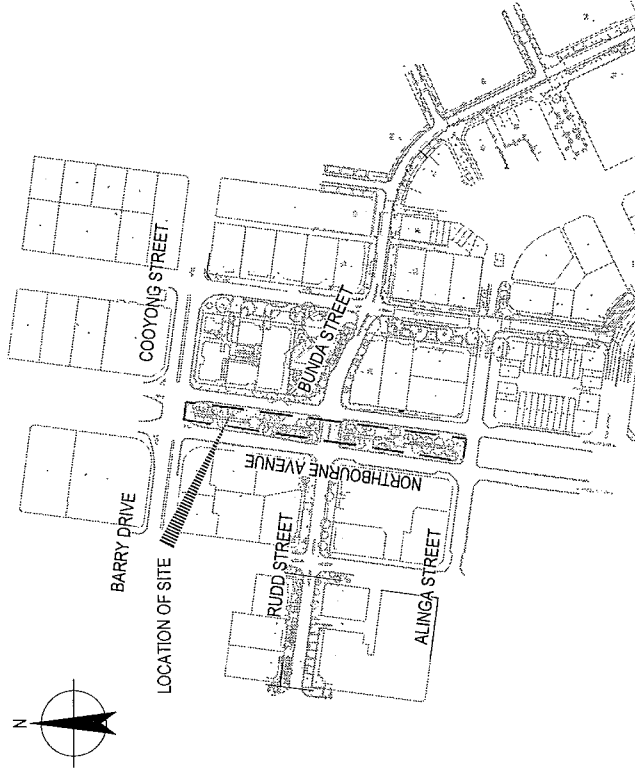 COOYONG STREET
BUNDA STREET
BARRY DRIVE
NORTHBOURNE AVENUE
LOCATION OF SITE
RUDD STREET
ALINGA STREET
N